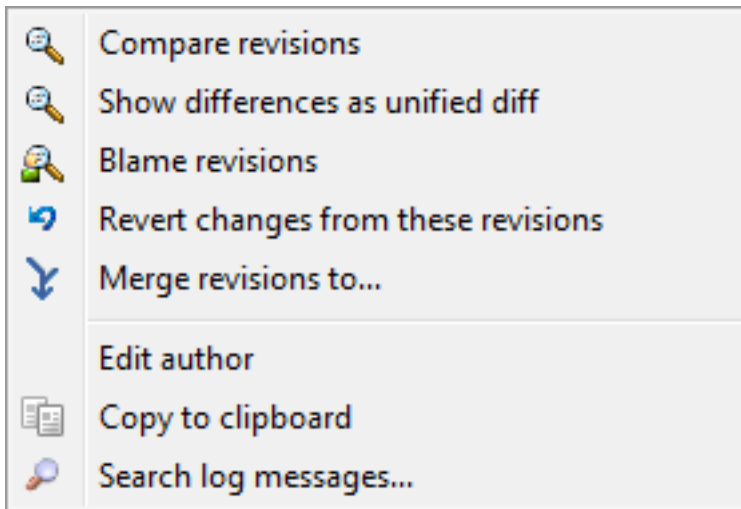 Compare revisions
Show differences as unified diff
Blame revisions
Revert changes from these revisions
Merge revisions to...
Edit author
Copy to clipboard
Search log messages...